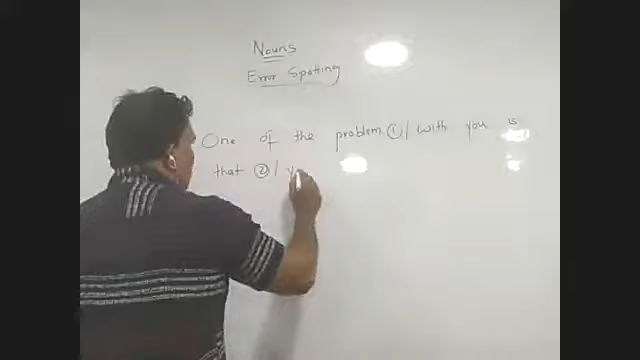 Nouns
Error Spotting
One of the problem ①/ with you is
that ② /